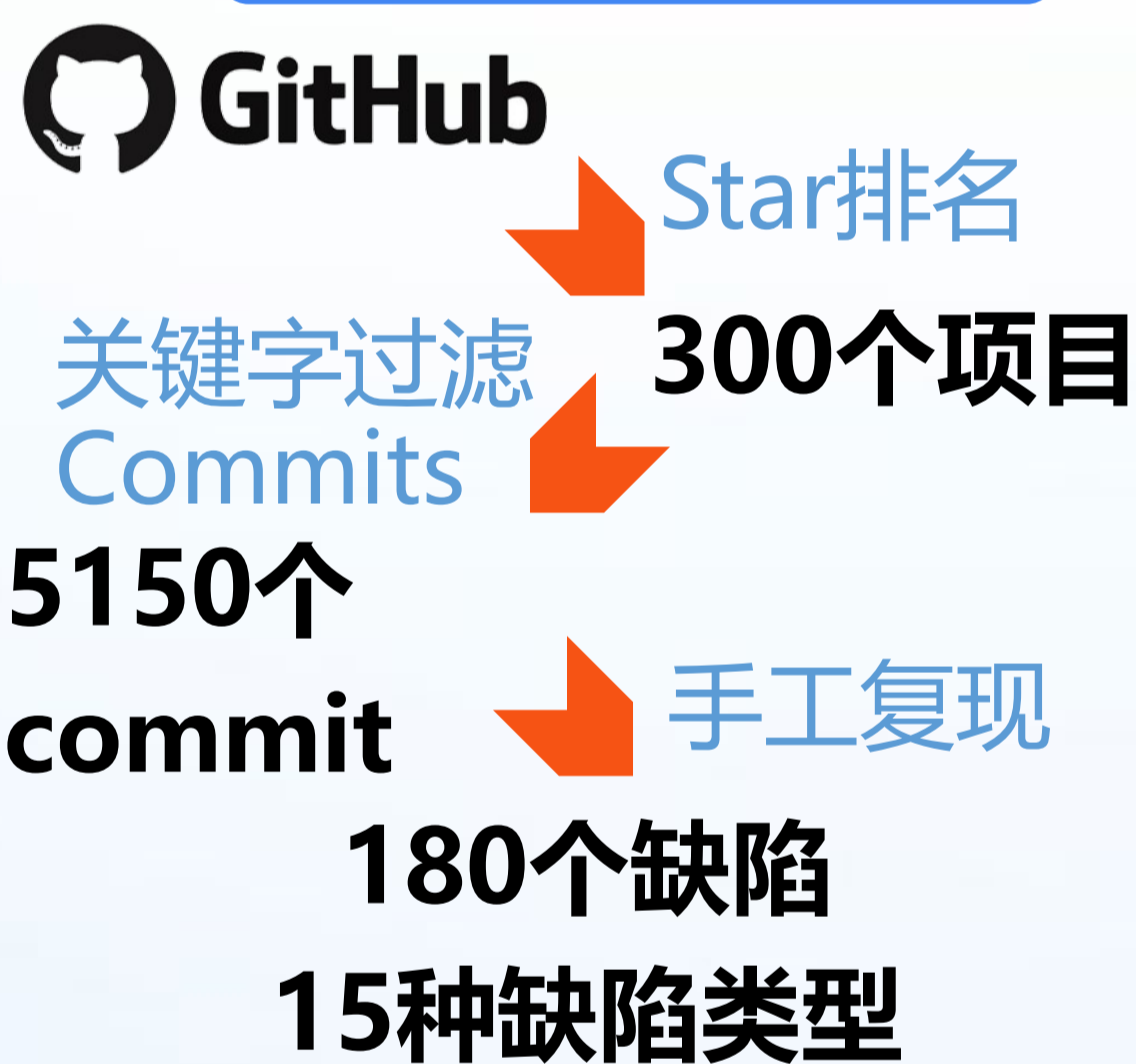 GitHub
Star排名
300个项目
关键字过滤
Commits
5150个
commit
手工复现
180个缺陷
15种缺陷类型